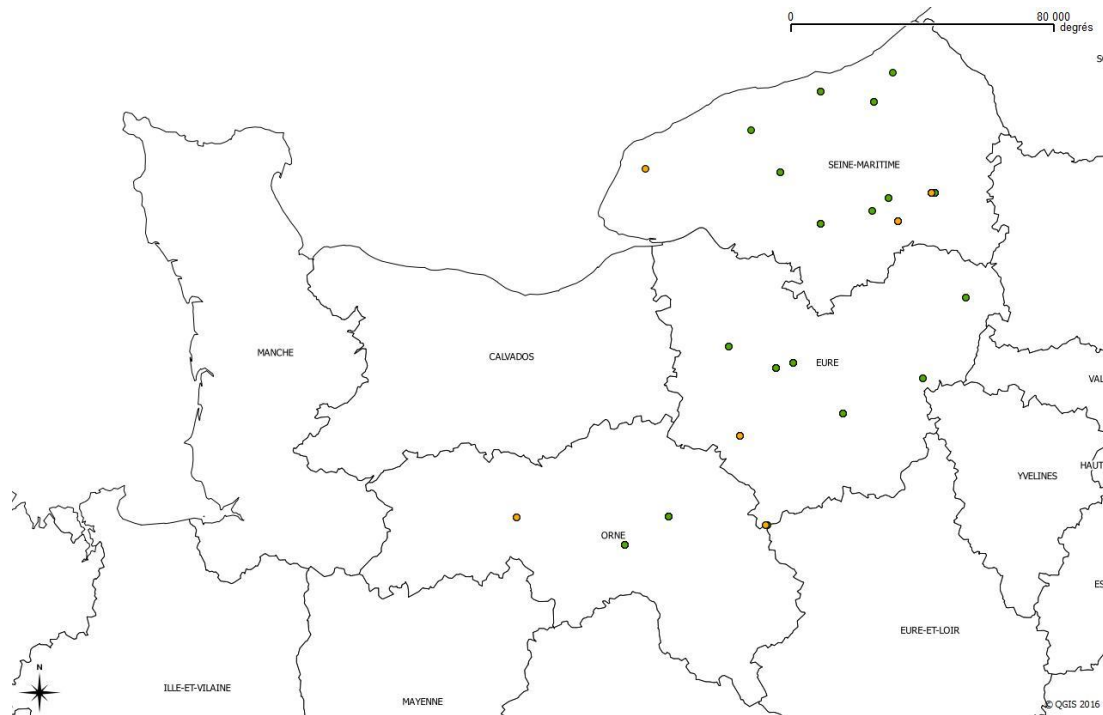 0 80 000
degrés
SEINE-MARITIME
MANCHE
CALVADOS
EURE
VAL
HAUT
YVELINES
ORNE
ES
EURE-ET-LOIR
N
ILLE-ET-VILAINE
MAYENNE
© QGIS 2016